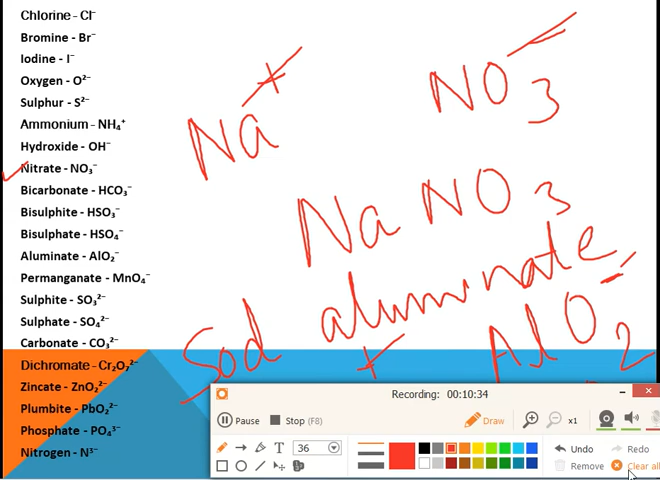 Chlorine - Cl⁻
Bromine - Br⁻
Iodine - I⁻
Oxygen - O²⁻
Sulphur - S²⁻
Ammonium - NH₄⁺
Hydroxide - OH⁻
Nitrate - NO₃⁻
Bicarbonate - HCO₃⁻
Bisulphite - HSO₃⁻
Bisulphate - HSO₄⁻
Aluminate - AlO₂⁻
Permanganate - MnO₄⁻
Sulphite - SO₃²⁻
Sulphate - SO₄²⁻
Carbonate - CO₃²⁻
Dichromate - Cr₂O₇²⁻
Zincate - ZnO₂²⁻
Plumbite - PbO₂²⁻
Phosphate - PO₄³⁻
Nitrogen - N³⁻
Na⁺
NO₃⁻
NaNO₃
Sod aluminate
+
AlO₂⁻
Recording: 00:10:34
Pause
Stop (F8)
Draw
x1
T
36
Undo
Redo
Remove
Clear all